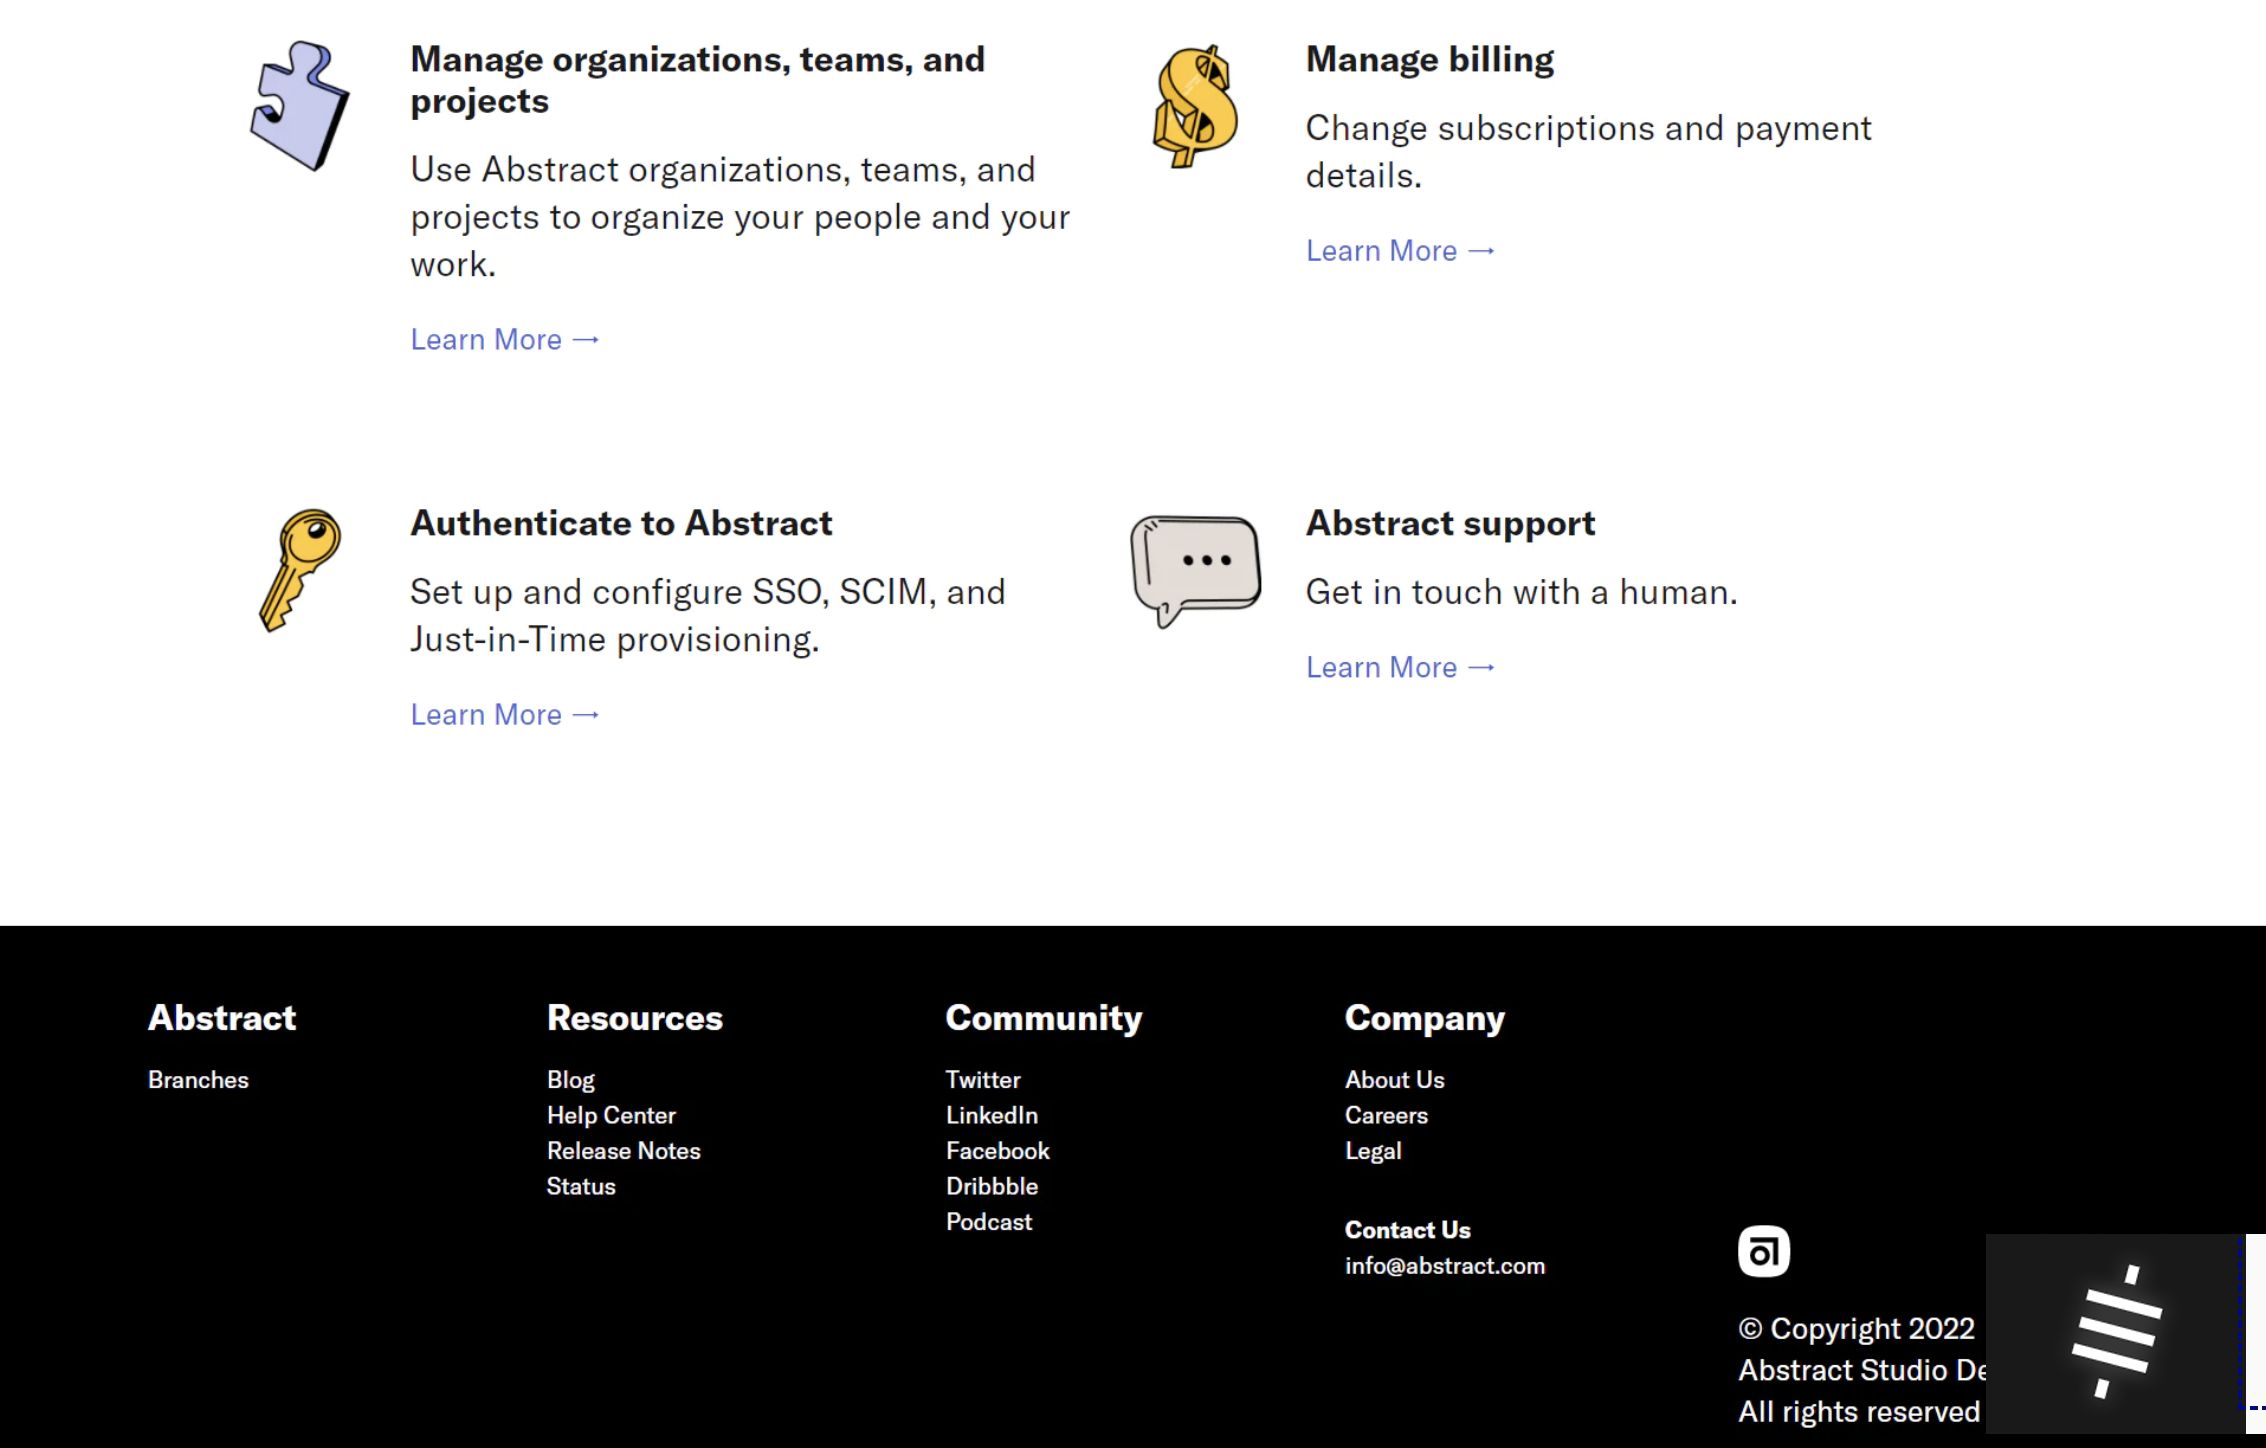 Manage organizations, teams, and
projects
Use Abstract organizations, teams, and
projects to organize your people and your
work.
Learn More →
Manage billing
Change subscriptions and payment
details.
Learn More →
Authenticate to Abstract
Set up and configure SSO, SCIM, and
Just-in-Time provisioning.
Learn More →
Abstract support
Get in touch with a human.
Learn More →
Abstract
Branches
Resources
Blog
Help Center
Release Notes
Status
Community
Twitter
LinkedIn
Facebook
Dribbble
Podcast
Company
About Us
Careers
Legal
Contact Us
info@abstract.com
© Copyright 2022
Abstract Studio
All rights reserved